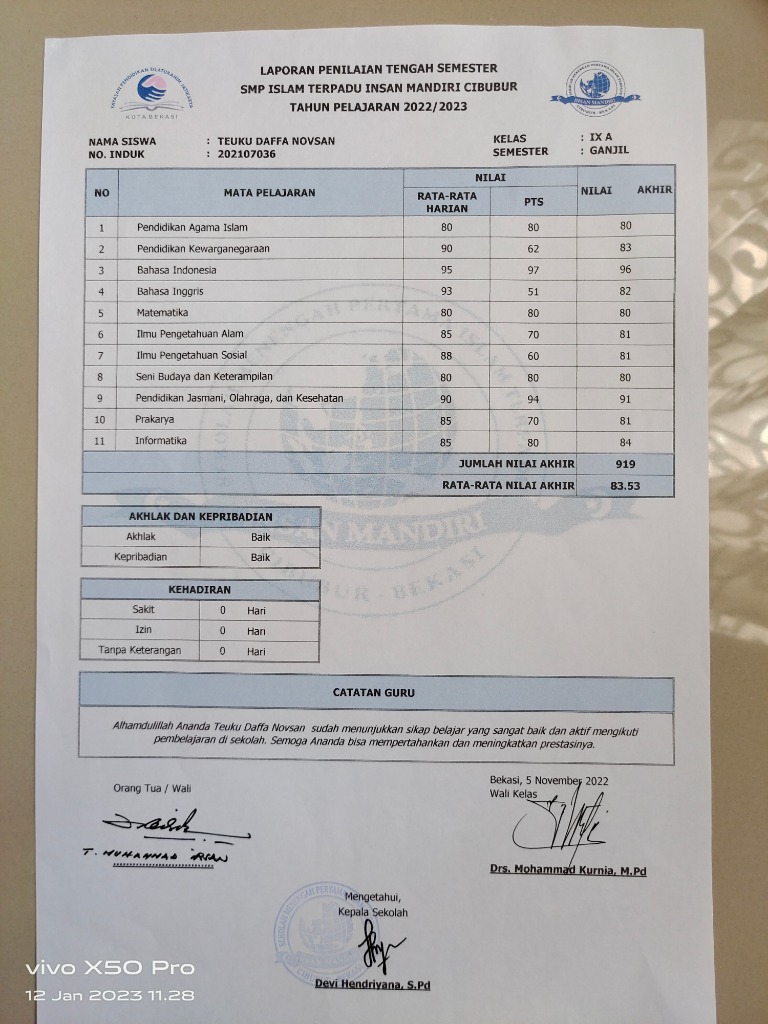 LAPORAN PENILAIAN TENGAH SEMESTER
SMP ISLAM TERPADU INSAN MANDIRI CIBUBUR
TAHUN PELAJARAN 2022/2023
KOTA BEKASI
INSAN MANDIRI
NAMA SISWA : TEUKU DAFFA NOVSAN KELAS : IX A
NO. INDUK : 202107036 SEMESTER : GANJIL
NO MATA PELAJARAN NILAI NILAI AKHIR
RATA-RATA HARIAN PTS
1 Pendidikan Agama Islam 80 80 80
2 Pendidikan Kewarganegaraan 90 62 83
3 Bahasa Indonesia 95 97 96
4 Bahasa Inggris 93 51 82
5 Matematika 80 80 80
6 Ilmu Pengetahuan Alam 85 70 81
7 Ilmu Pengetahuan Sosial 88 60 81
8 Seni Budaya dan Keterampilan 80 80 80
9 Pendidikan Jasmani, Olahraga, dan Kesehatan 90 94 91
10 Prakarya 85 70 81
11 Informatika 85 80 84
JUMLAH NILAI AKHIR 919
RATA-RATA NILAI AKHIR 83.53
AKHLAK DAN KEPRIBADIAN
Akhlak Baik
Kepribadian Baik
KEHADIRAN
Sakit 0 Hari
Izin 0 Hari
Tanpa Keterangan 0 Hari
CATATAN GURU
Alhamdulillah Ananda Teuku Daffa Novsan sudah menunjukkan sikap belajar yang sangat baik dan aktif mengikuti
pembelajaran di sekolah. Semoga Ananda bisa mempertahankan dan meningkatkan prestasinya.
Bekasi, 5 November 2022
Orang Tua / Wali Wali Kelas
T. MUHAMMAD IRSAN
Drs. Mohammad Kurnia, M.Pd
Mengetahui,
Kepala Sekolah
Devi Hendriyana, S.Pd
vivo X50 Pro
12 Jan 2023 11.28